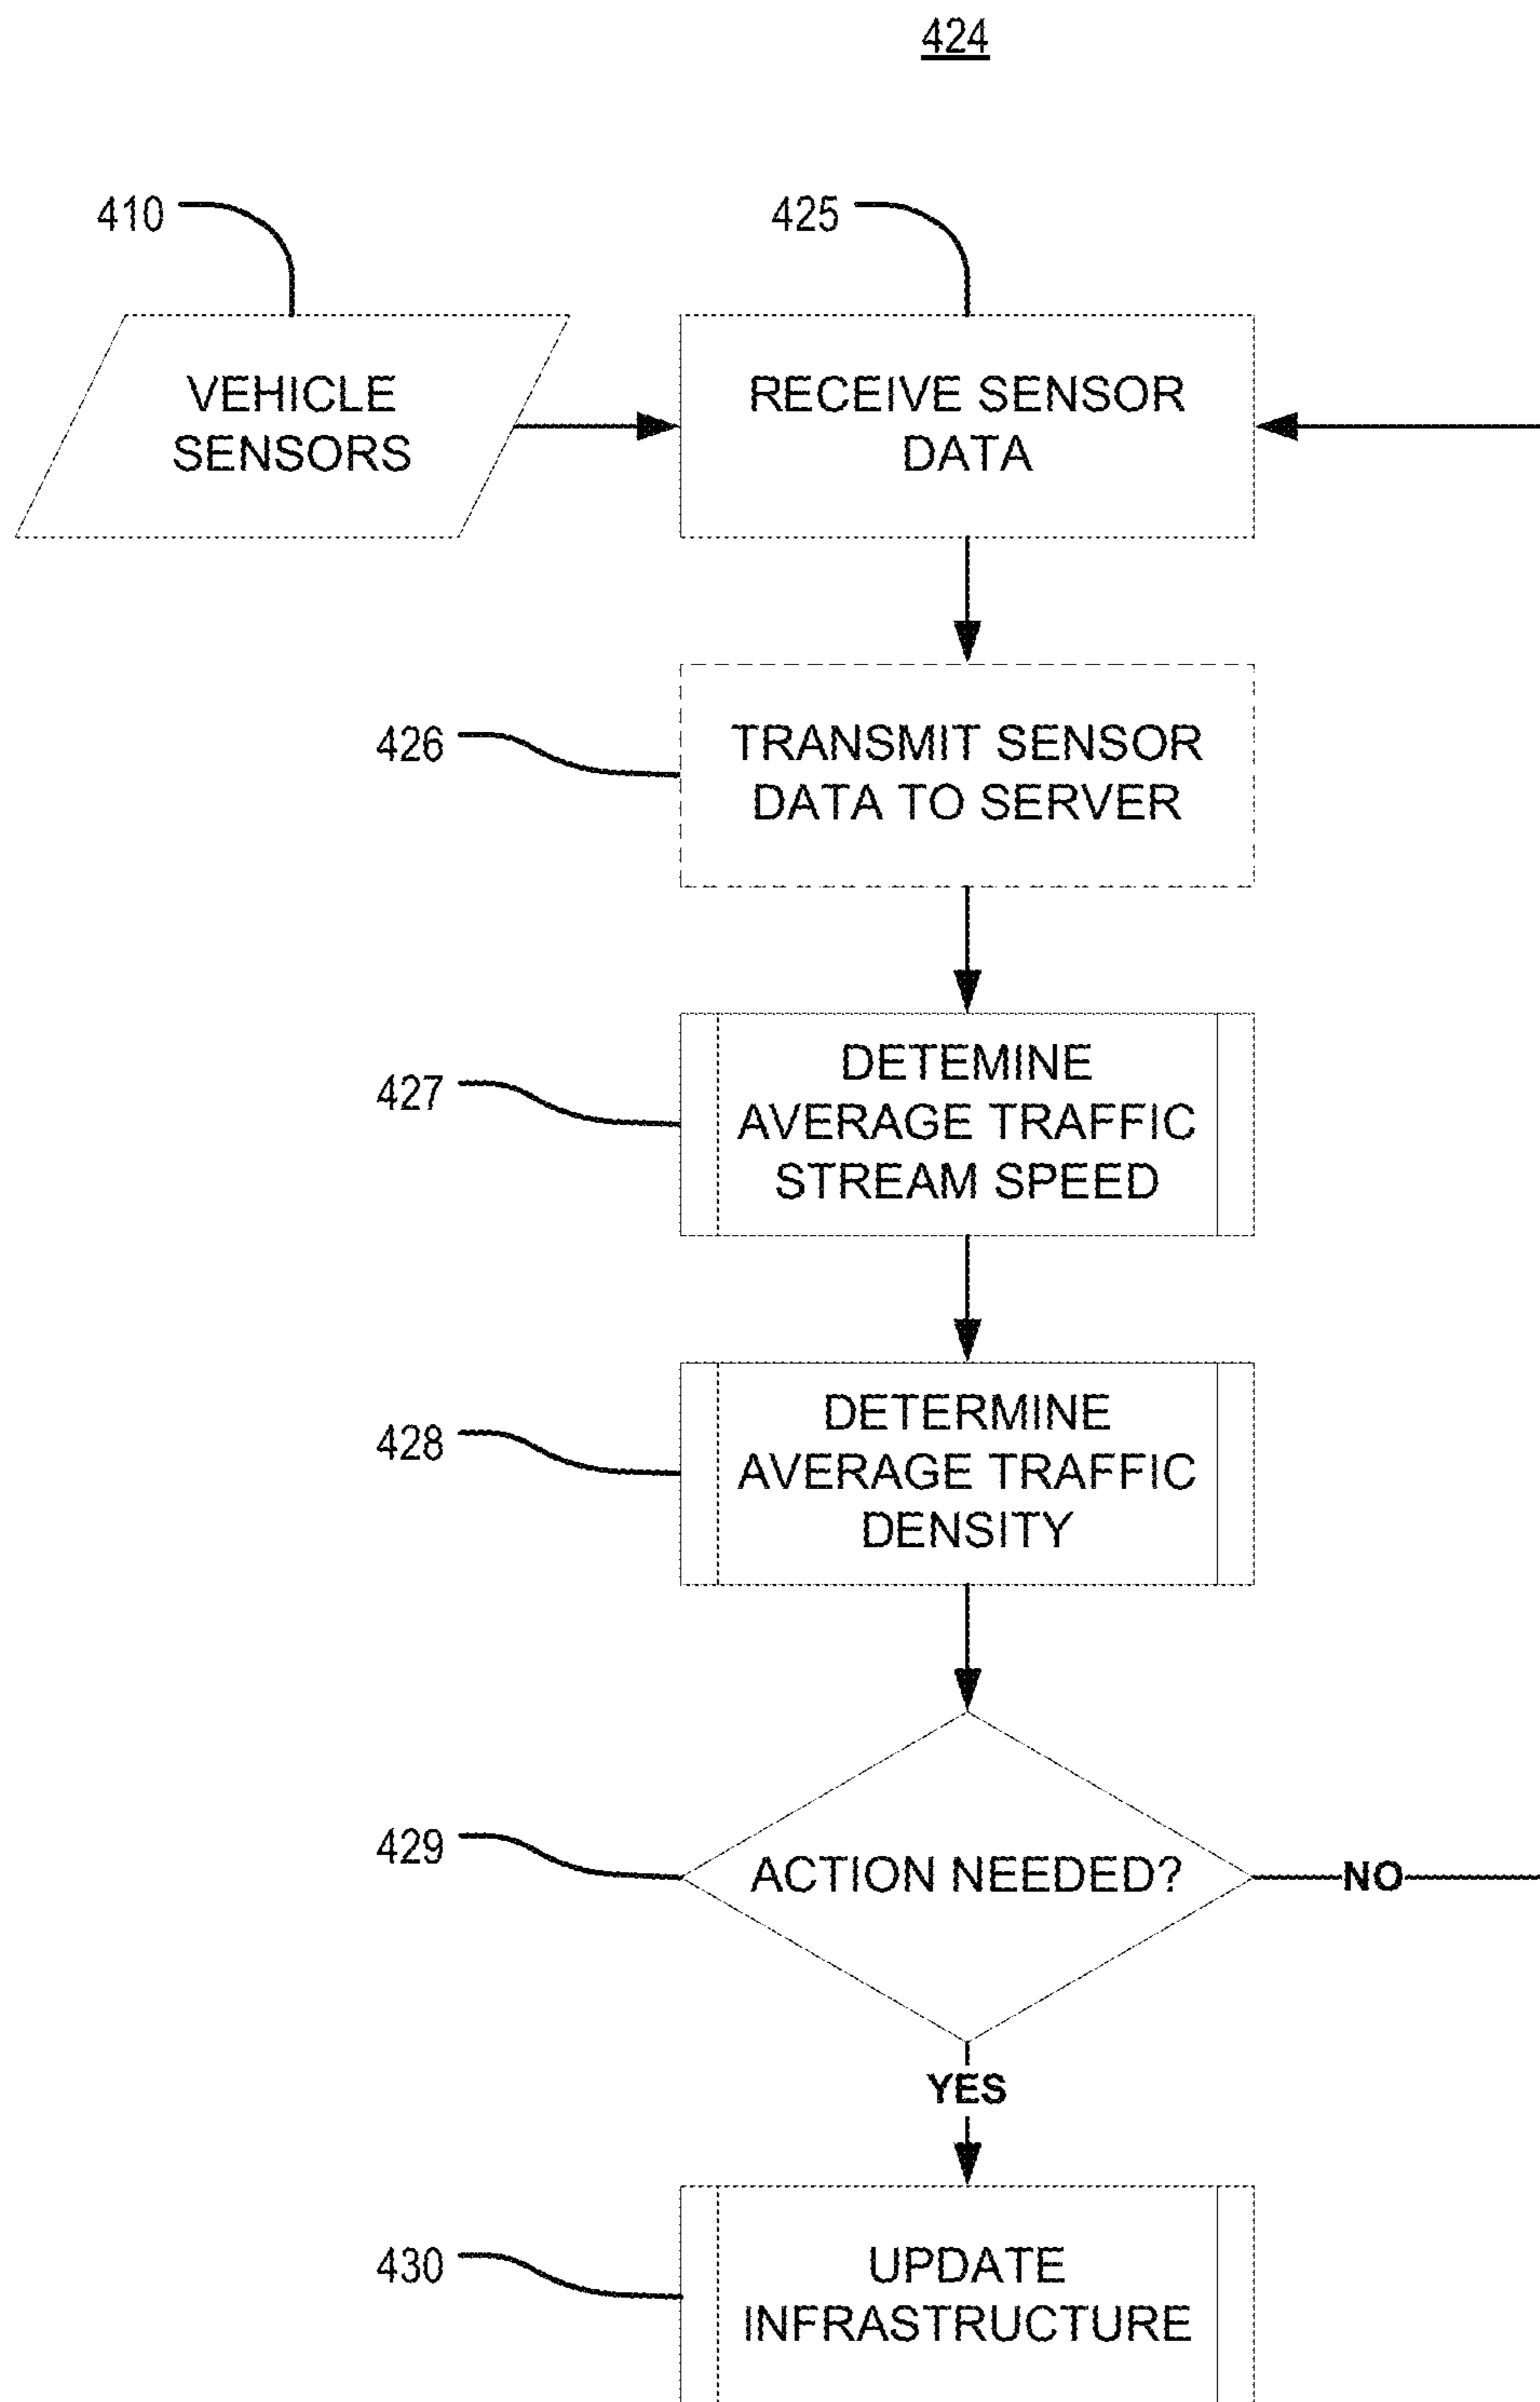 424
410
425
VEHICLE
SENSORS
RECEIVE SENSOR
DATA
426
TRANSMIT SENSOR
DATA TO SERVER
427
DETEMINE
AVERAGE TRAFFIC
STREAM SPEED
428
DETERMINE
AVERAGE TRAFFIC
DENSITY
429
ACTION NEEDED?
NO
YES
430
UPDATE
INFRASTRUCTURE